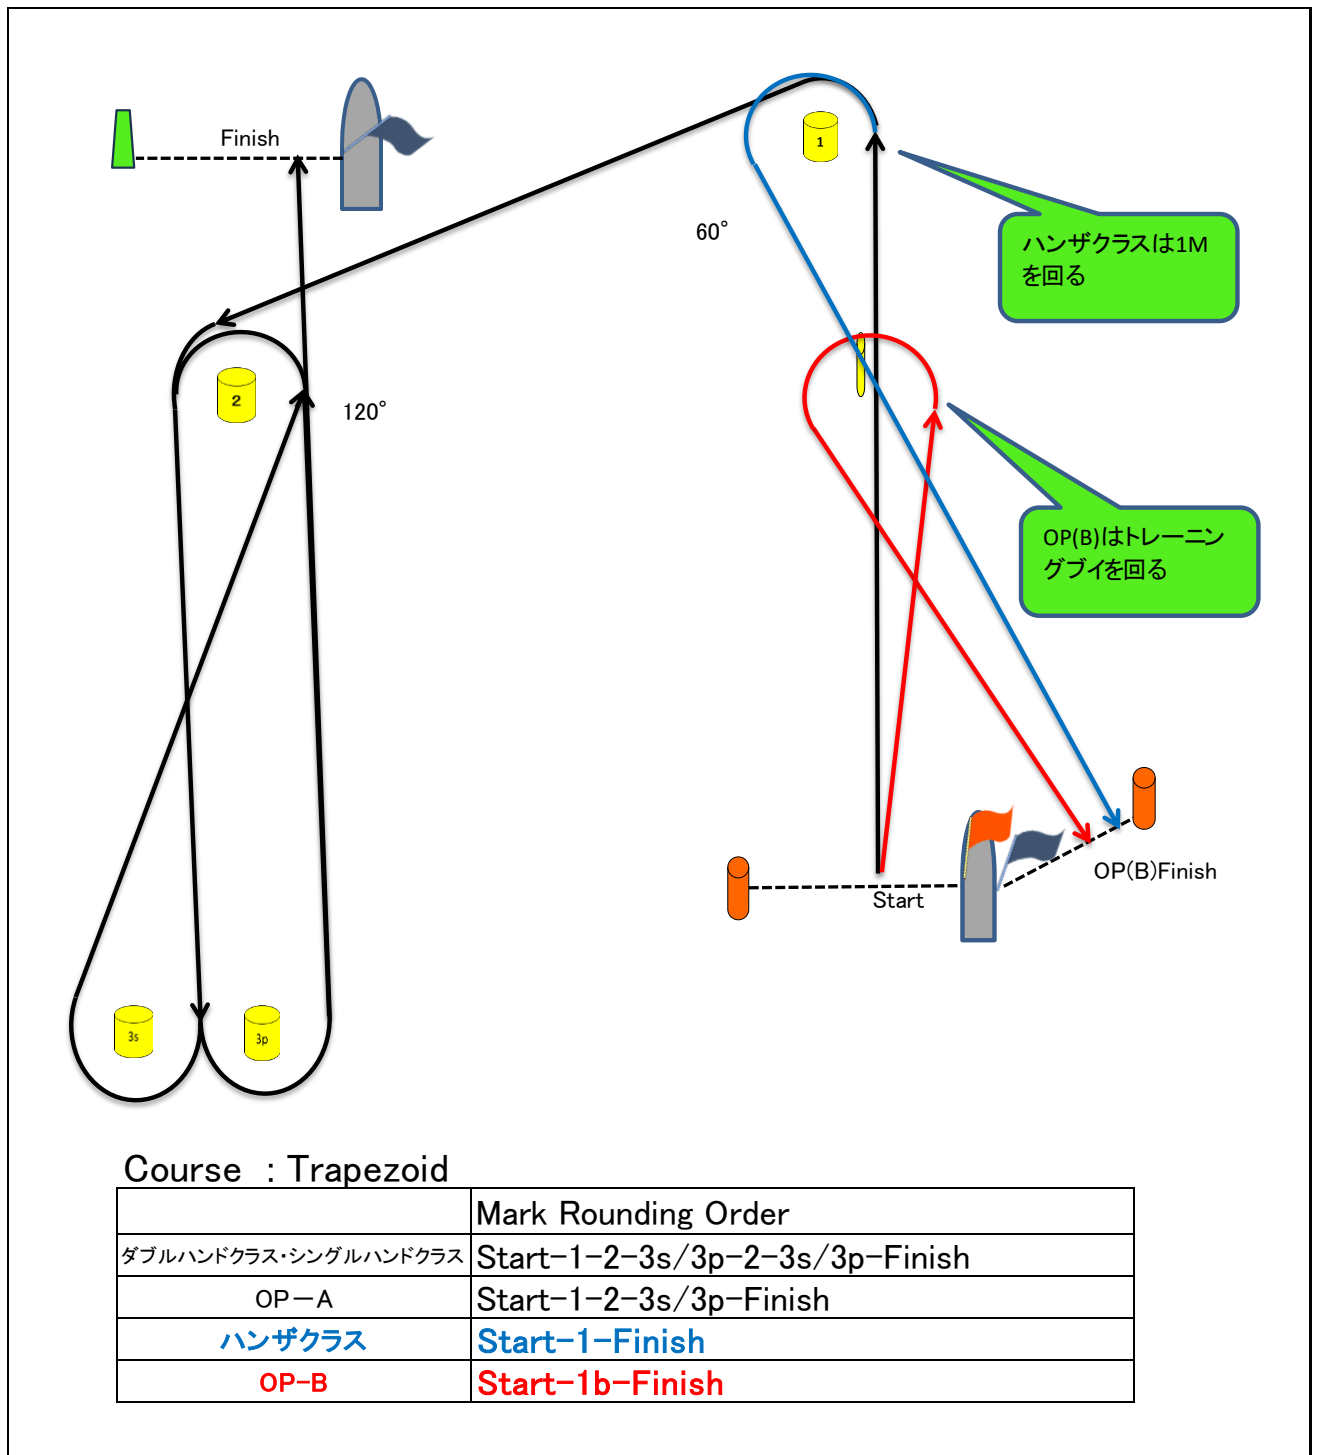 Finish
1
60°
ハンザクラスは1M
を回る
2
120°
OP(B)はトレーニン
グブイを回る
OP(B)Finish
Start
3s
3p
Course : Trapezoid
Mark Rounding Order
ダブルハンドクラス・シングルハンドクラス Start-1-2-3s/3p-2-3s/3p-Finish
OP－A Start-1-2-3s/3p-Finish
ハンザクラス Start-1-Finish
OP-B Start-1b-Finish